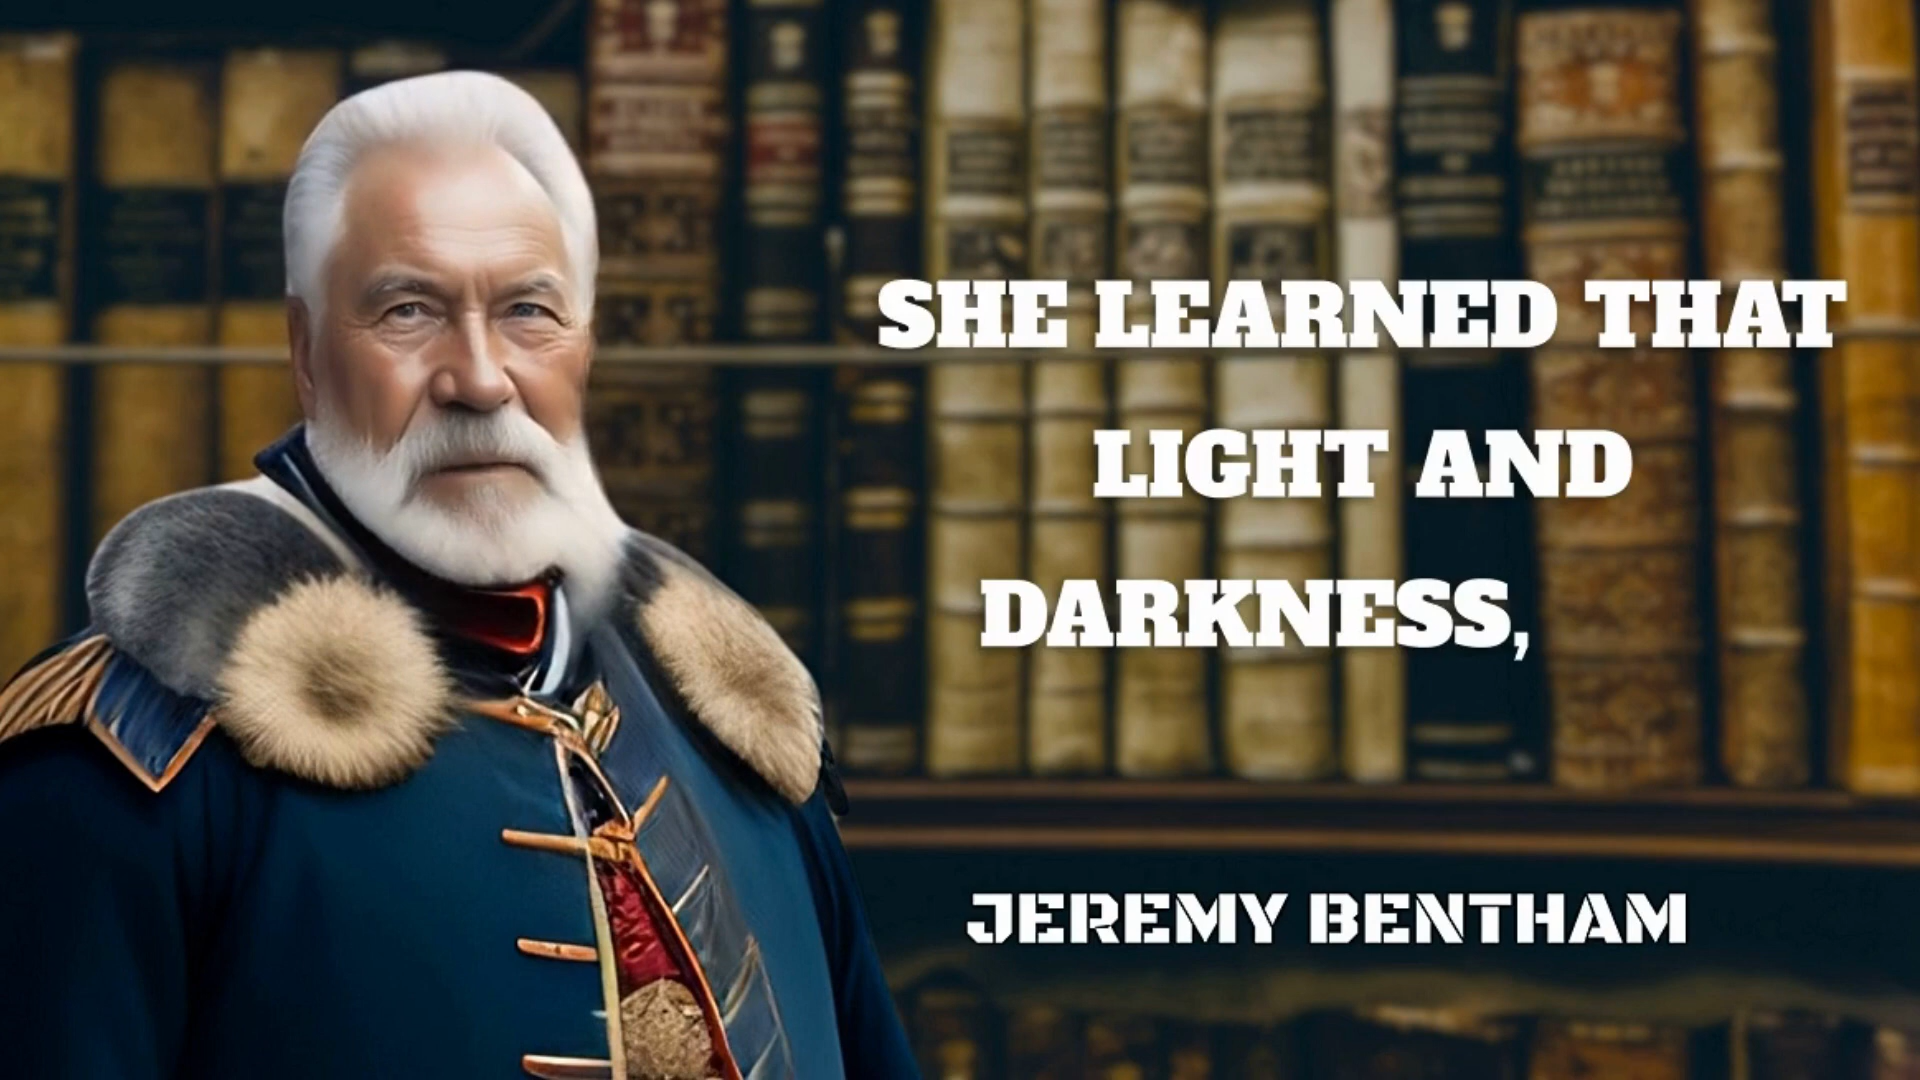 SHE LEARNED THAT
LIGHT AND
DARKNESS,
JEREMY BENTHAM